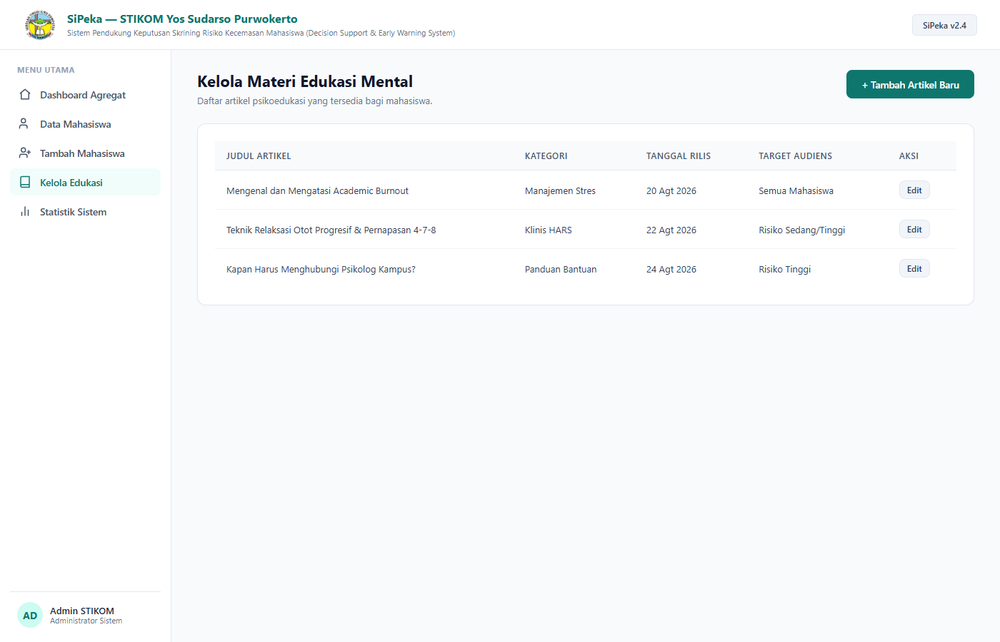 SiPeka — STIKOM Yos Sudarso Purwokerto
Sistem Pendukung Keputusan Skrining Risiko Kecemasan Mahasiswa (Decision Support & Early Warning System)
SiPeka v2.4
MENU UTAMA
Dashboard Agregat
Data Mahasiswa
Tambah Mahasiswa
Kelola Edukasi
Statistik Sistem
Kelola Materi Edukasi Mental
Daftar artikel psikoedukasi yang tersedia bagi mahasiswa.
+ Tambah Artikel Baru
JUDUL ARTIKEL KATEGORI TANGGAL RILIS TARGET AUDIENS AKSI
Mengenal dan Mengatasi Academic Burnout Manajemen Stres 20 Agt 2026 Semua Mahasiswa Edit
Teknik Relaksasi Otot Progresif & Pernapasan 4-7-8 Klinis HARS 22 Agt 2026 Risiko Sedang/Tinggi Edit
Kapan Harus Menghubungi Psikolog Kampus? Panduan Bantuan 24 Agt 2026 Risiko Tinggi Edit
AD
Admin STIKOM
Administrator Sistem